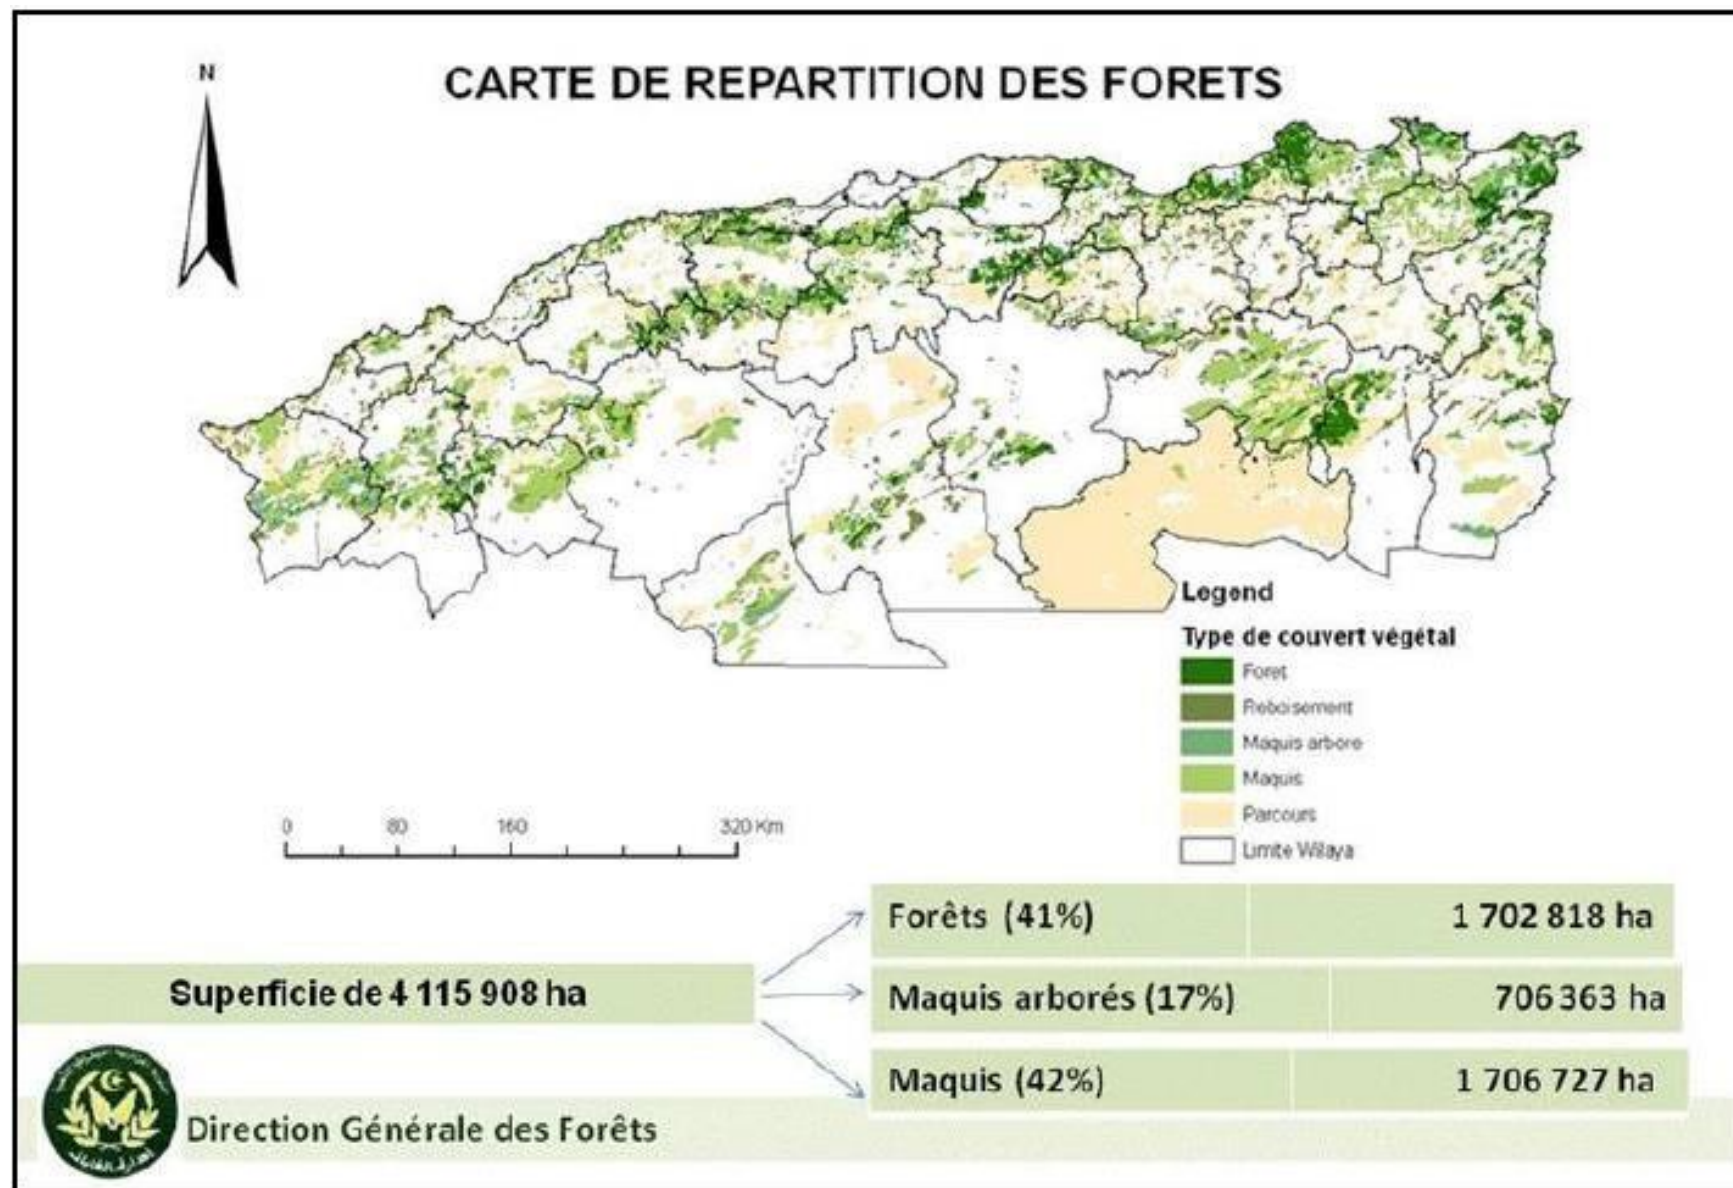 N
CARTE DE REPARTITION DES FORETS
Legend
Type de couvert végétal
Foret
Reboisement
Maquis arbore
Maquis
Parcours
Limite Wilaya
0 80 160 320 Km
Superficie de 4 115 908 ha
Forêts (41%) 1 702 818 ha
Maquis arborés (17%) 706 363 ha
Maquis (42%) 1 706 727 ha
Direction Générale des Forêts